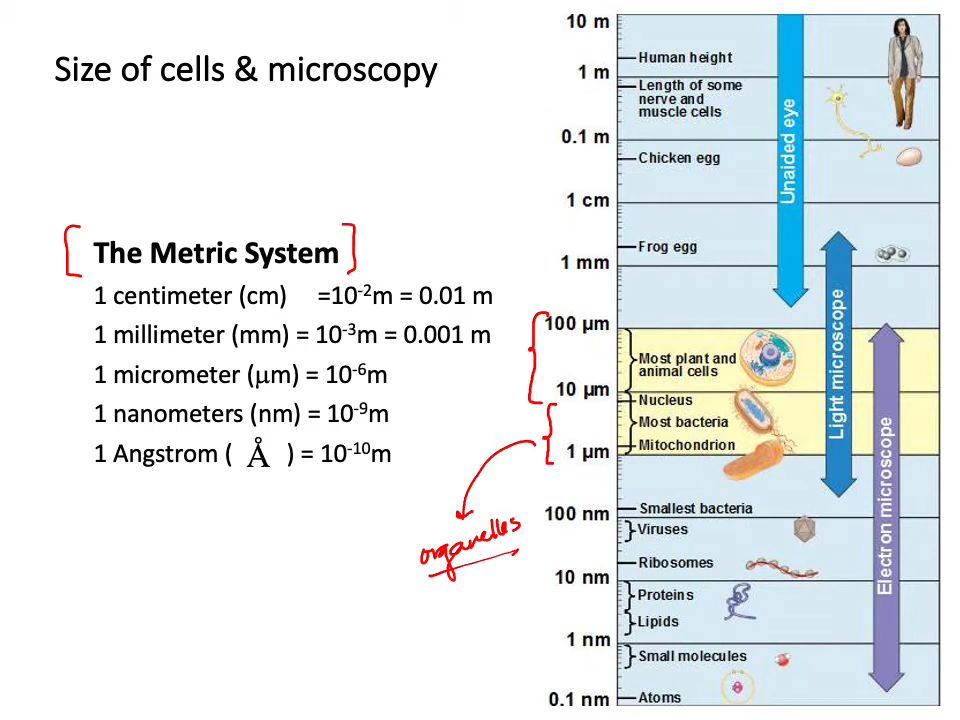 Size of cells & microscopy
The Metric System
1 centimeter (cm) =10⁻²m = 0.01 m
1 millimeter (mm) = 10⁻³m = 0.001 m
1 micrometer (μm) = 10⁻⁶m
1 nanometers (nm) = 10⁻⁹m
1 Angstrom ( Å ) = 10⁻¹⁰m
organelles
10 m
Human height
1 m
Length of some
nerve and
muscle cells
0.1 m
Chicken egg
1 cm
Frog egg
1 mm
100 μm
Most plant and
animal cells
10 μm
Nucleus
Most bacteria
Mitochondrion
1 μm
Smallest bacteria
100 nm
Viruses
Ribosomes
10 nm
Proteins
Lipids
1 nm
Small molecules
Atoms
0.1 nm
Unaided eye
Light microscope
Electron microscope